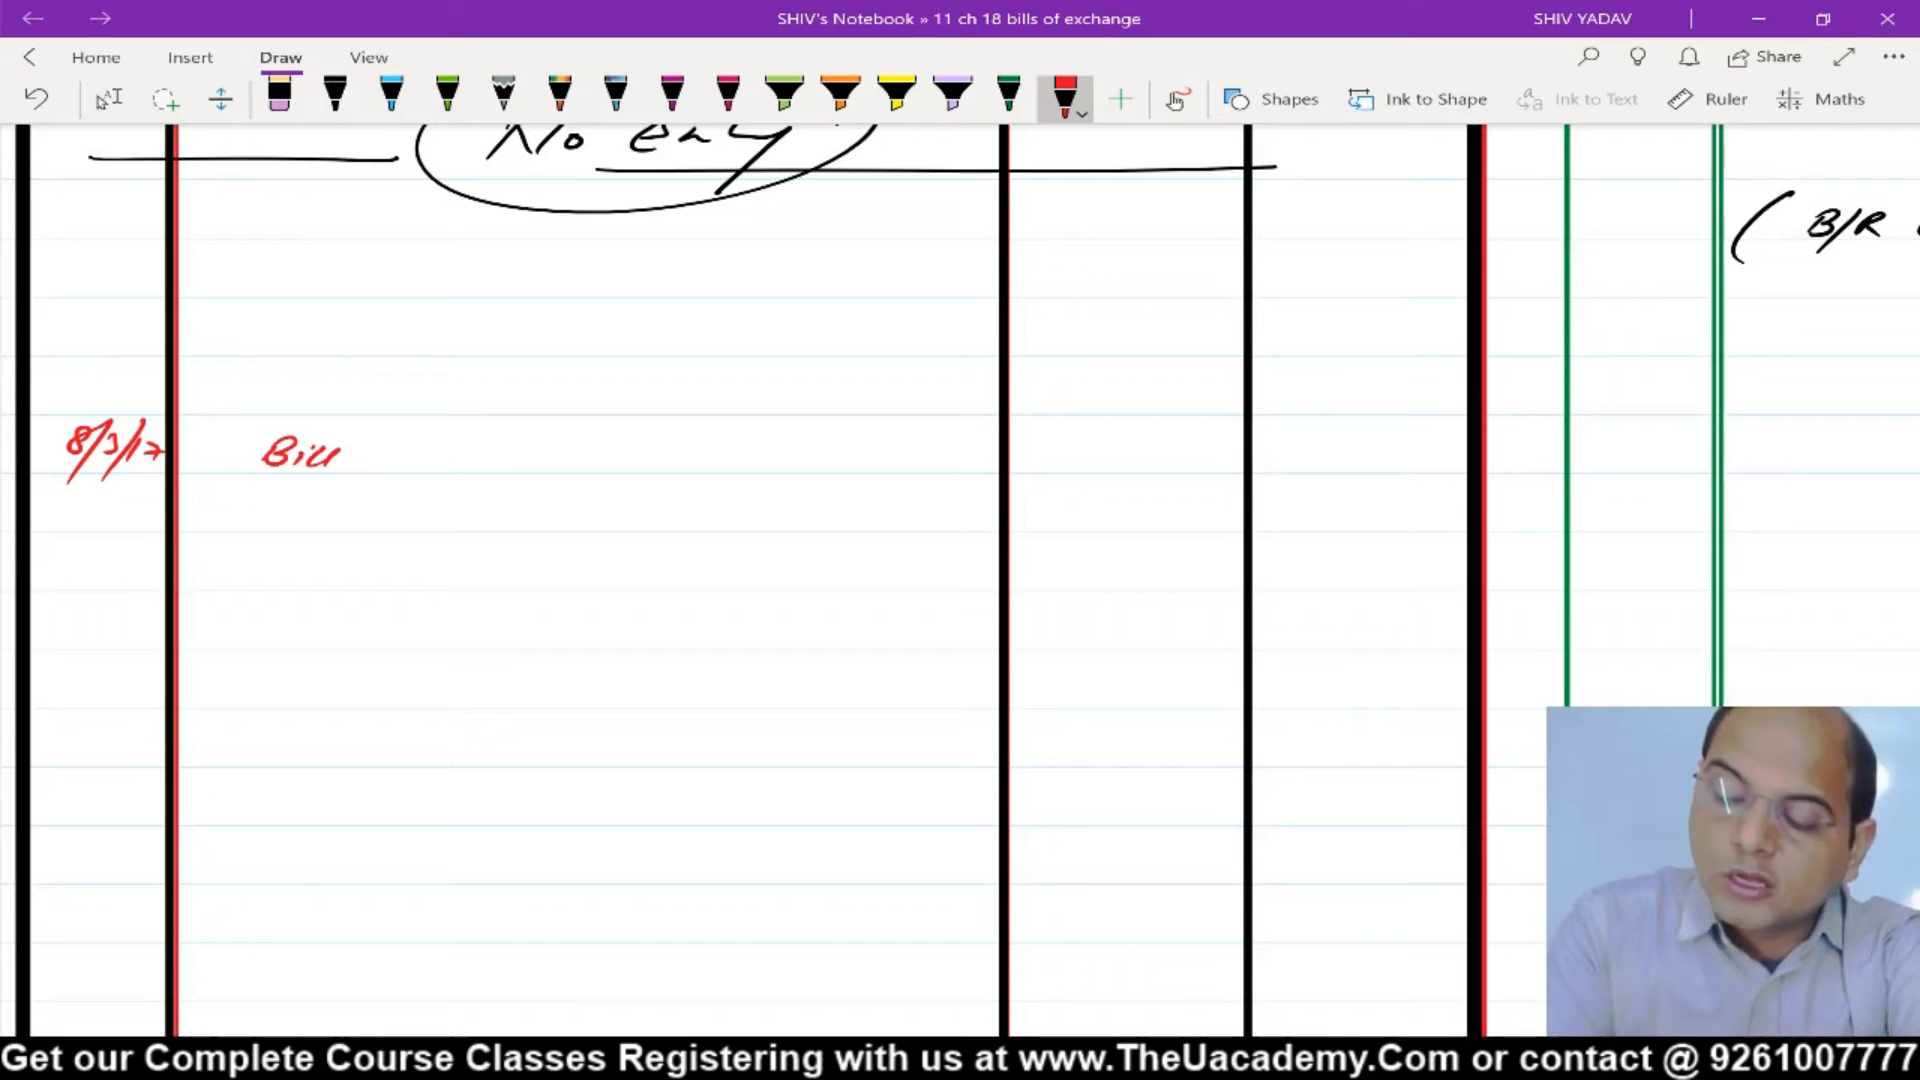 SHIV's Notebook » 11 ch 18 bills of exchange
SHIV YADAV
Home Insert Draw View
Share
Shapes Ink to Shape Ink to Text Ruler Maths
No
(B/R
8/3/17 Bill
Get our Complete Course Classes Registering with us at www.TheUacademy.Com or contact @ 9261007777